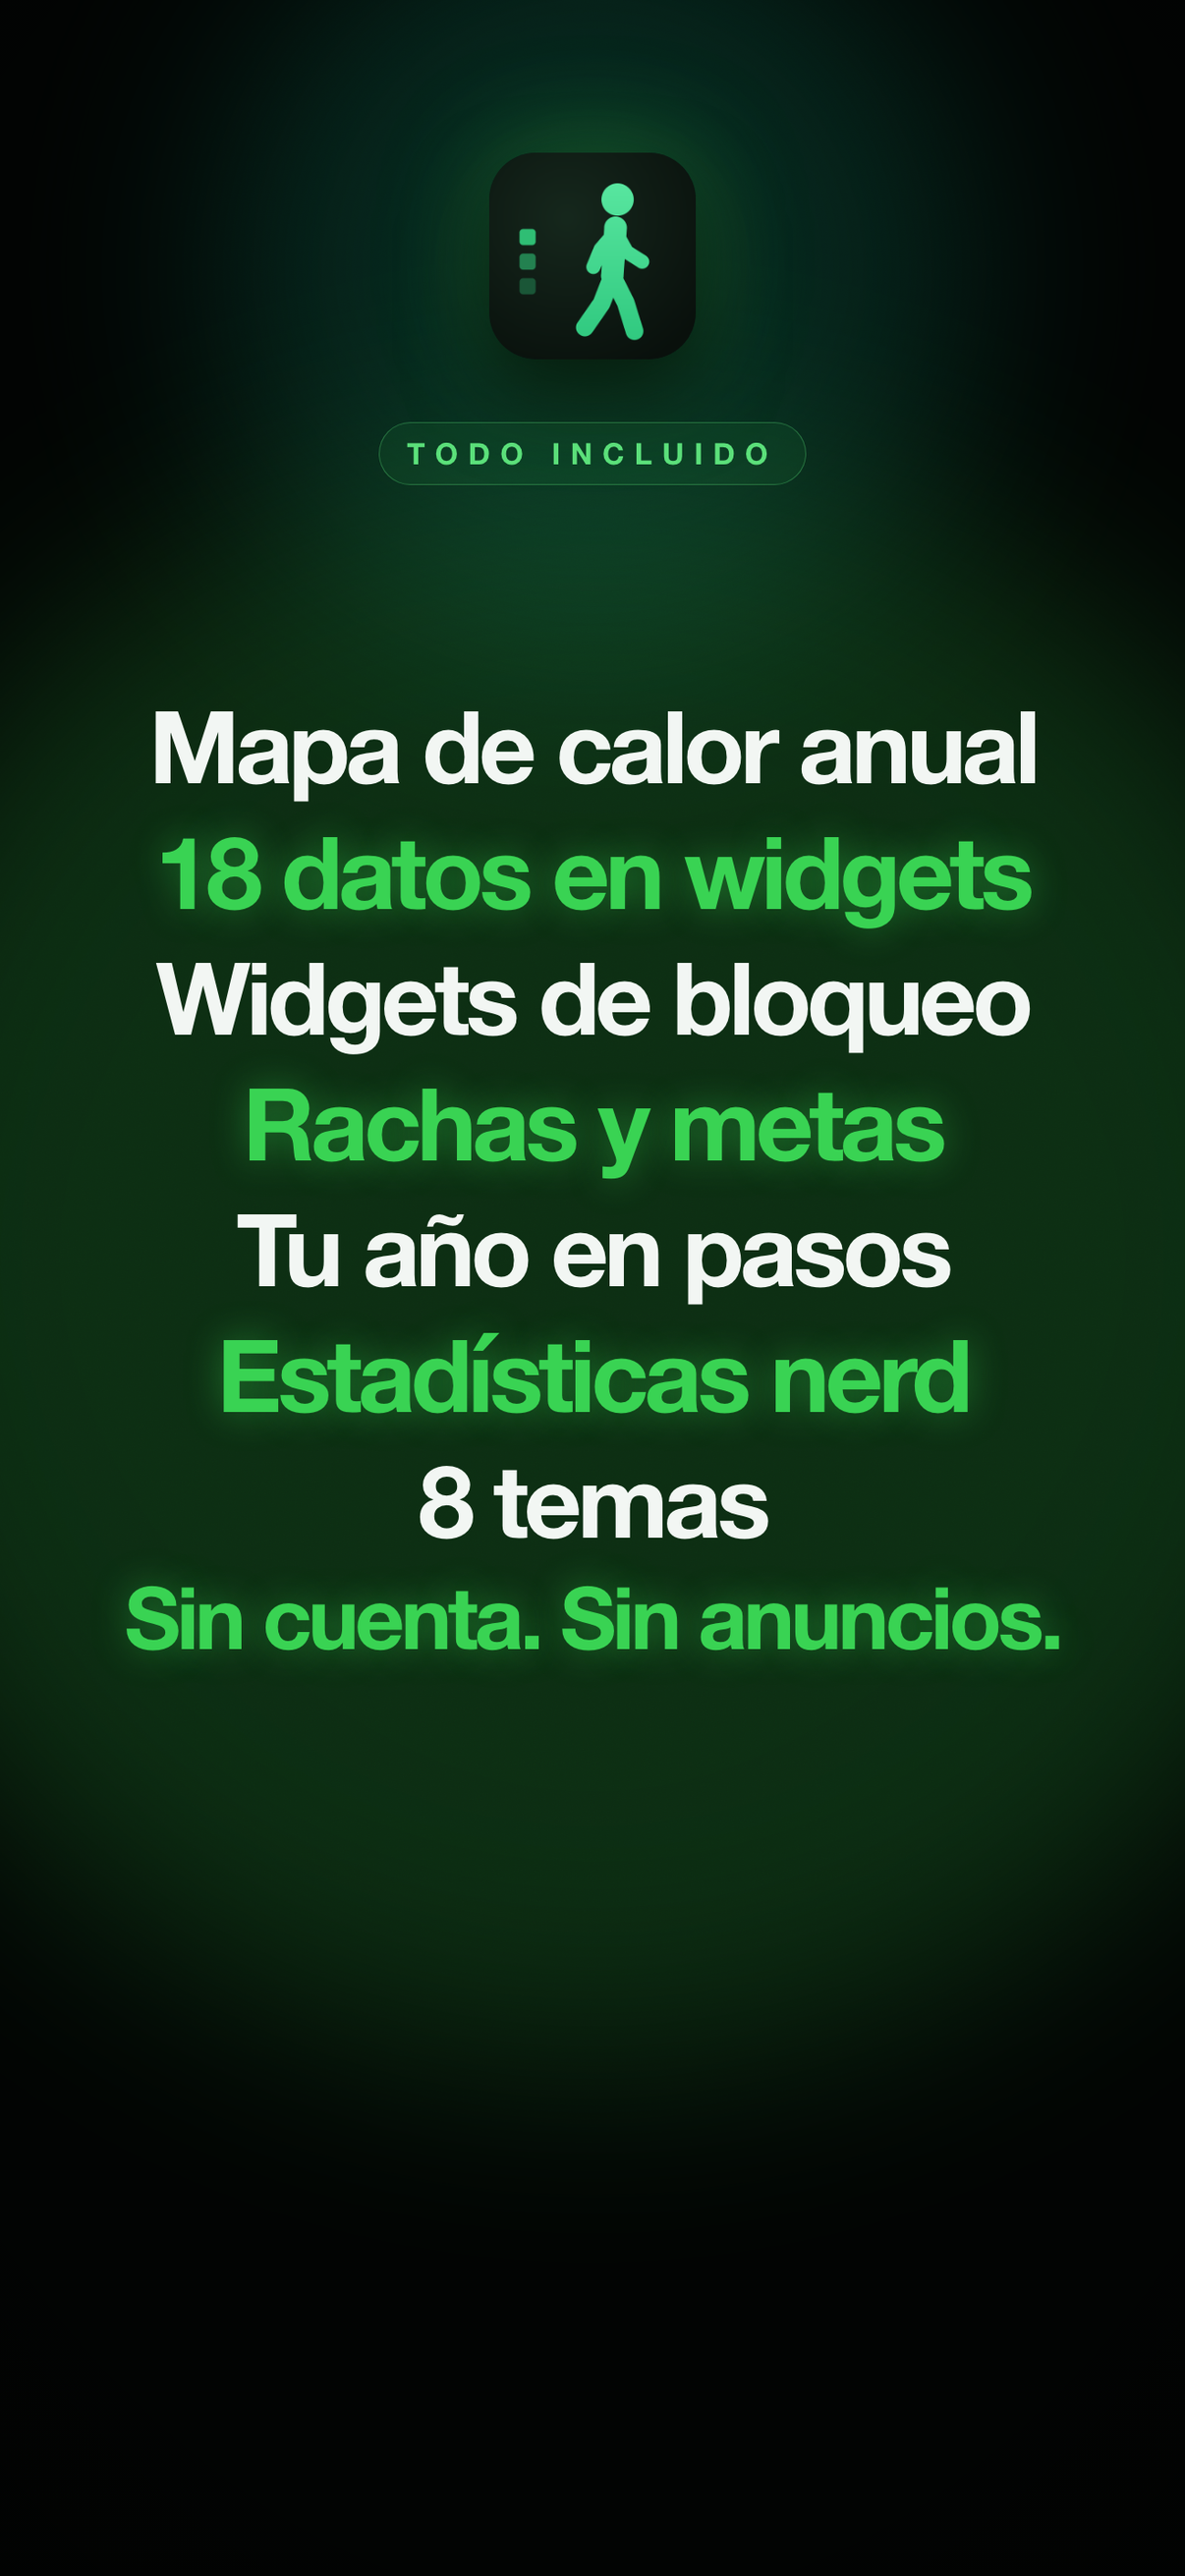 TODO INCLUIDO
Mapa de calor anual
18 datos en widgets
Widgets de bloqueo
Rachas y metas
Tu año en pasos
Estadísticas nerd
8 temas
Sin cuenta. Sin anuncios.